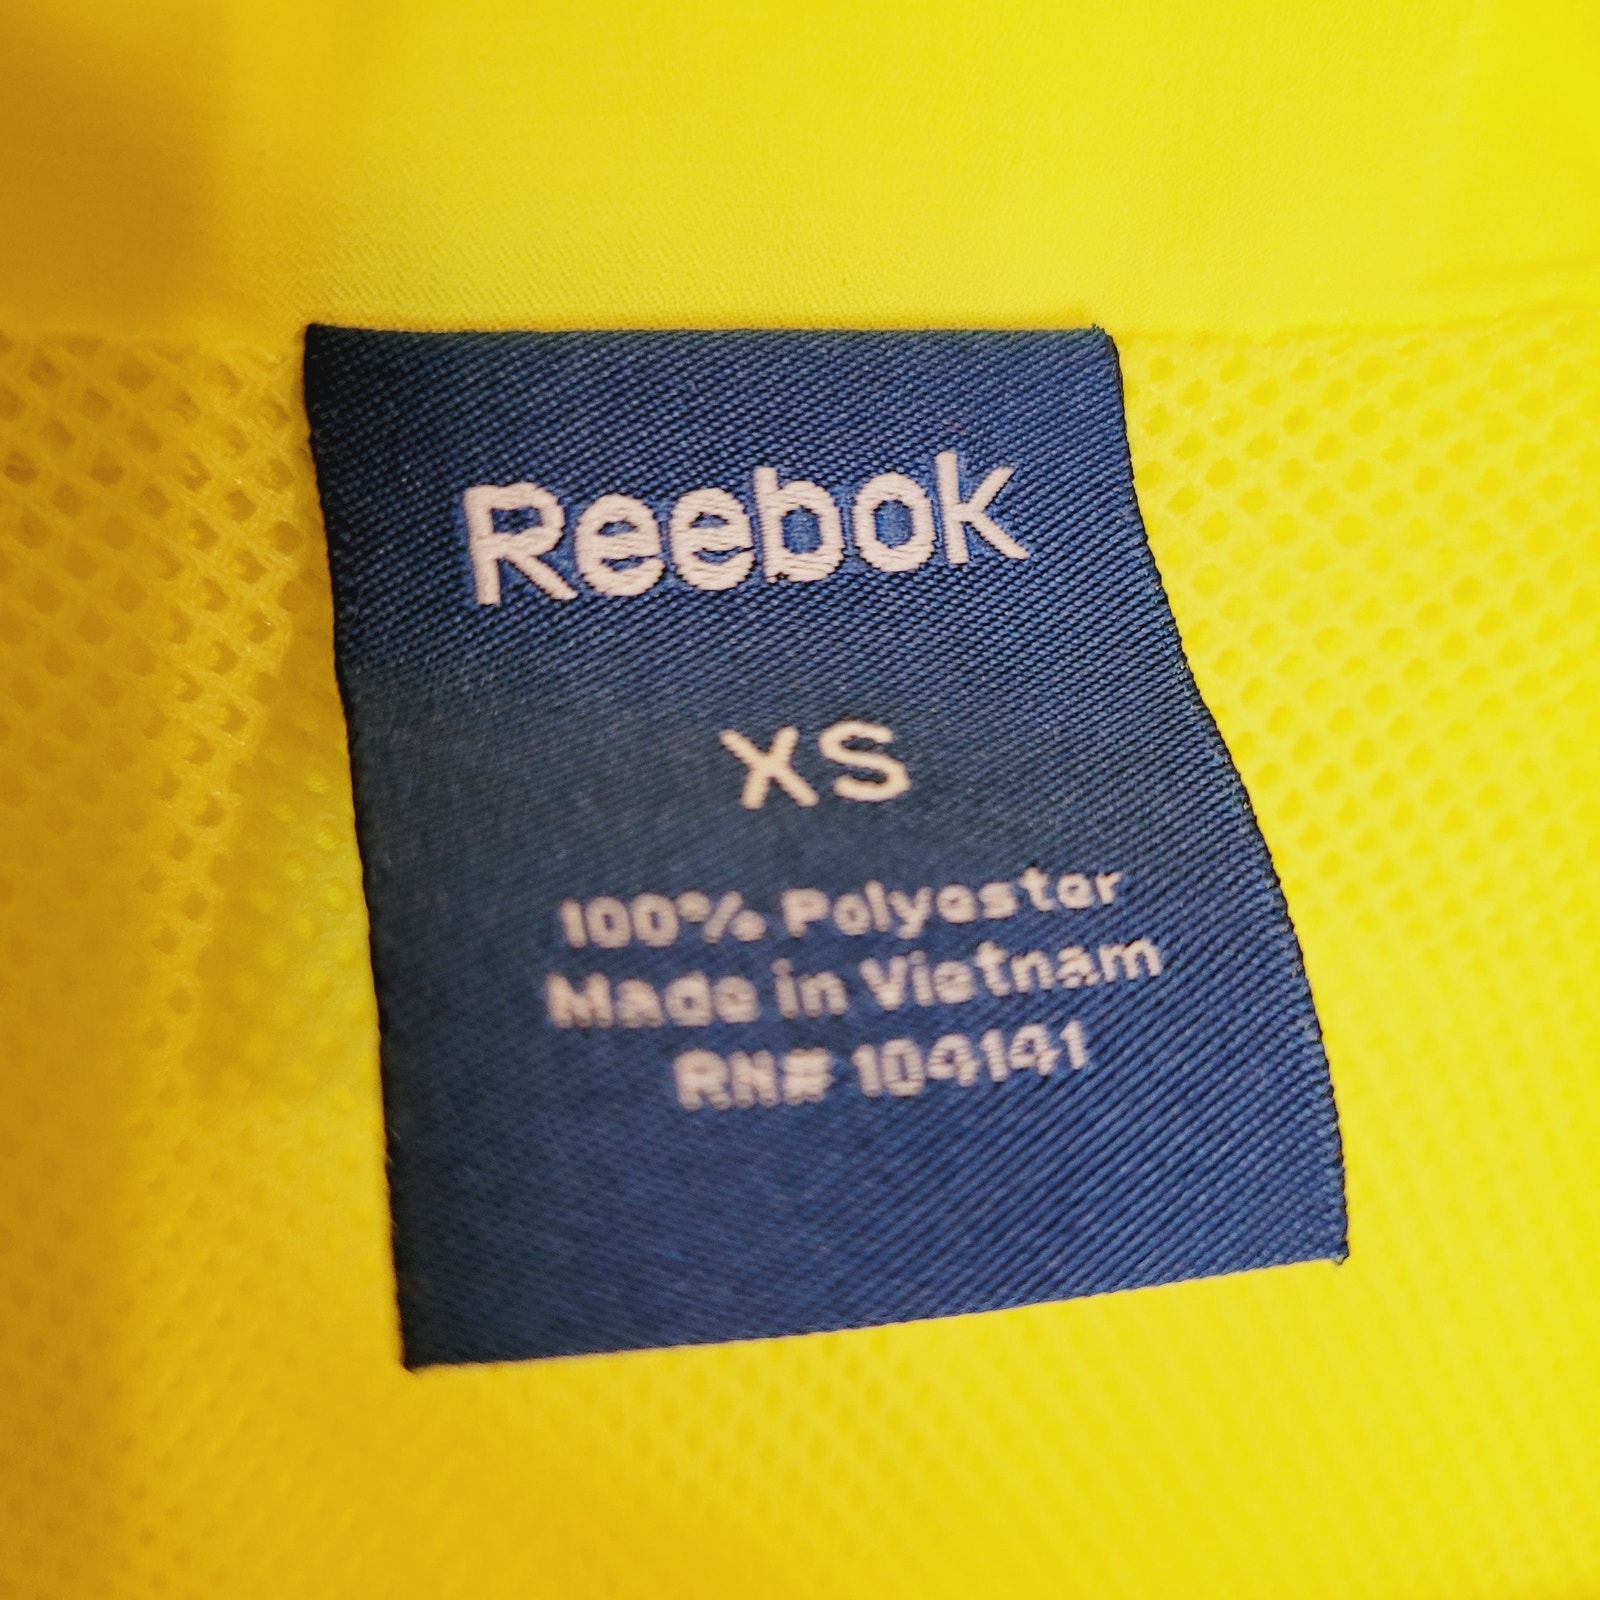 Reebok
XS
100% Polyester
Made in Vietnam
RN# 104141